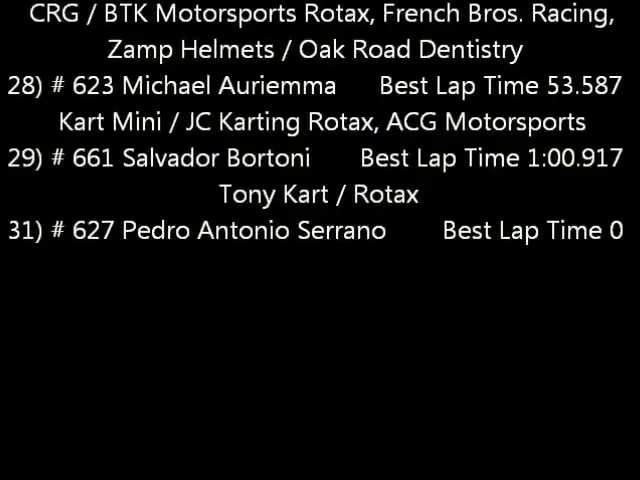 CRG / BTK Motorsports Rotax, French Bros. Racing,
Zamp Helmets / Oak Road Dentistry
28) # 623 Michael Auriemma Best Lap Time 53.587
Kart Mini / JC Karting Rotax, ACG Motorsports
29) # 661 Salvador Bortoni Best Lap Time 1:00.917
Tony Kart / Rotax
31) # 627 Pedro Antonio Serrano Best Lap Time 0